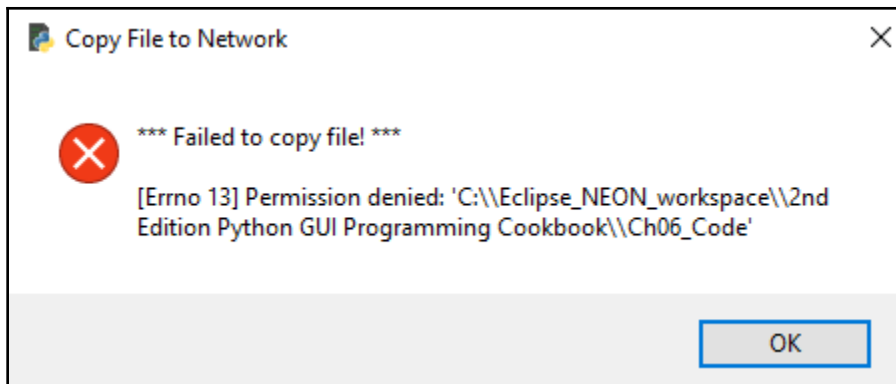 Copy File to Network
*** Failed to copy file! ***
[Errno 13] Permission denied: 'C:\\Eclipse_NEON_workspace\\2nd
Edition Python GUI Programming Cookbook\\Ch06_Code'
OK